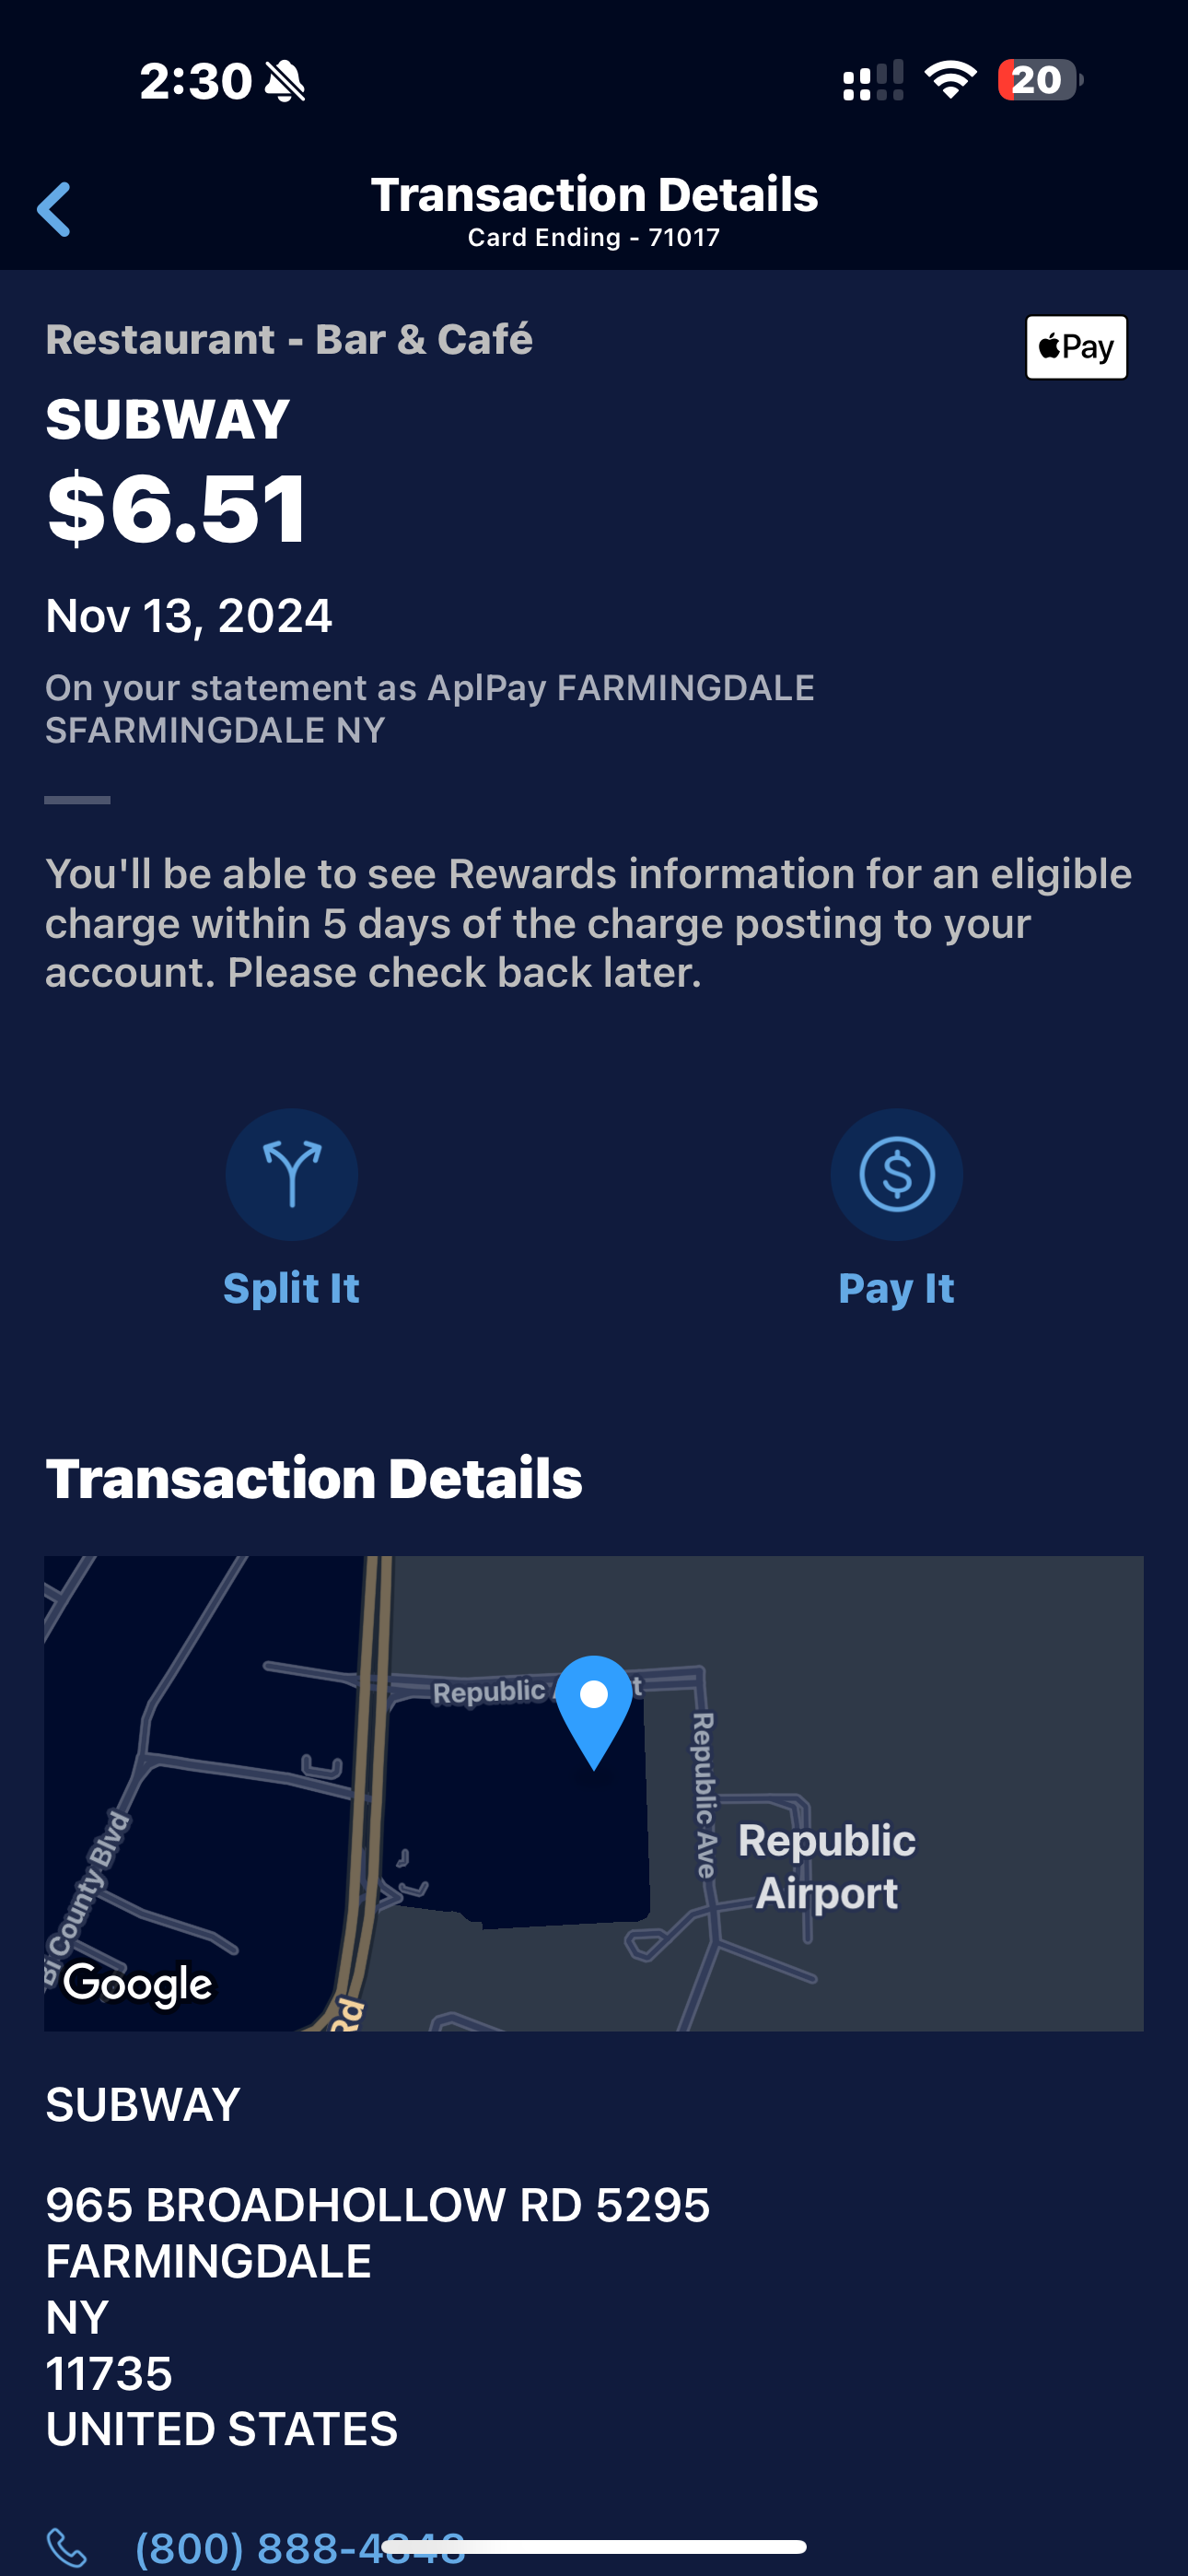 2:30
20
Transaction Details
Card Ending - 71017
Restaurant - Bar & Café
Pay
SUBWAY
$6.51
Nov 13, 2024
On your statement as AplPay FARMINGDALE
SFARMINGDALE NY
You'll be able to see Rewards information for an eligible
charge within 5 days of the charge posting to your
account. Please check back later.
Split It
Pay It
Transaction Details
Republic
Republic Ave
Republic
Airport
Bi County Blvd
Google
Rd
SUBWAY
965 BROADHOLLOW RD 5295
FARMINGDALE
NY
11735
UNITED STATES
(800) 888-4848